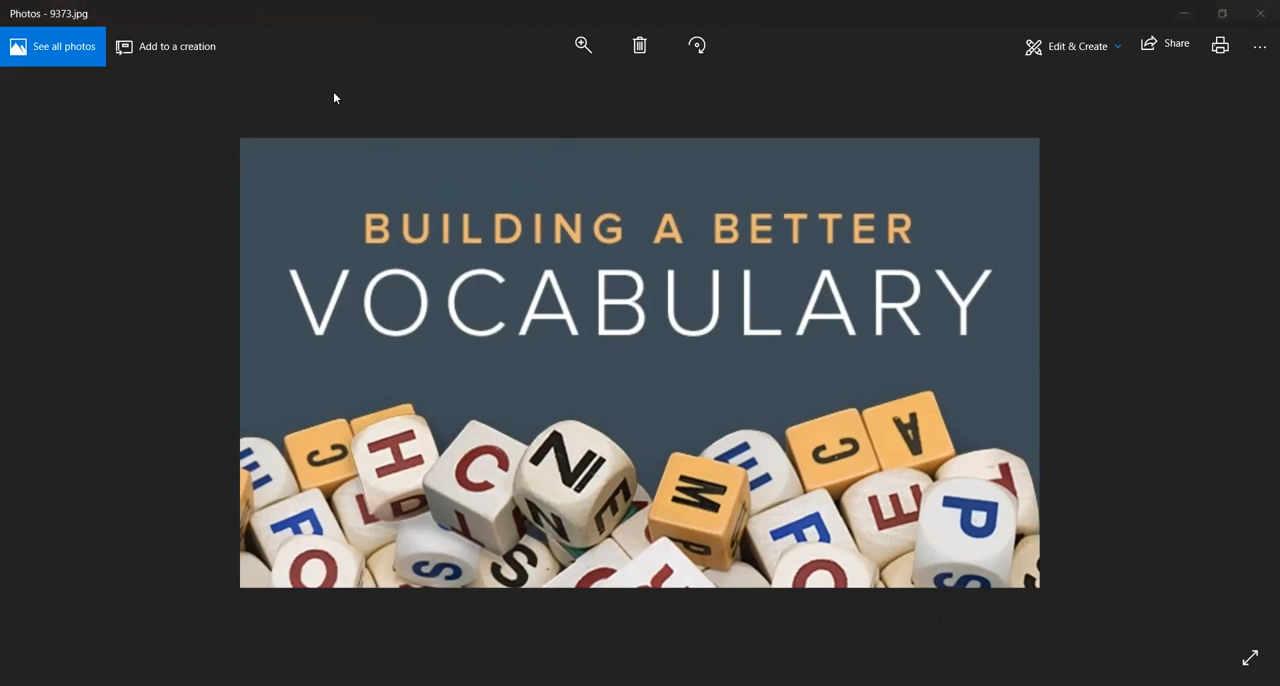 Photos - 9373.jpg
See all photos
Add to a creation
Edit & Create
Share
BUILDING A BETTER
VOCABULARY
C
H
C
N
E
M
N
E
C
A
T
E
P
F
F
O
S
S
O
S